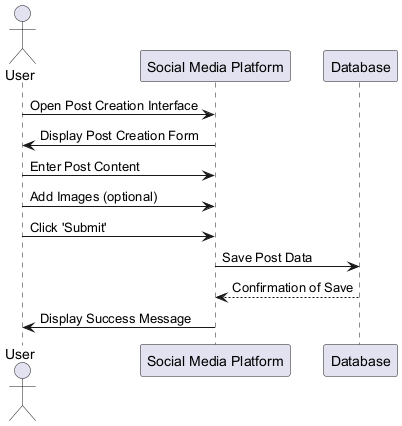 User
Social Media Platform
Database
Open Post Creation Interface
Display Post Creation Form
Enter Post Content
Add Images (optional)
Click 'Submit'
Save Post Data
Confirmation of Save
Display Success Message
User
Social Media Platform
Database